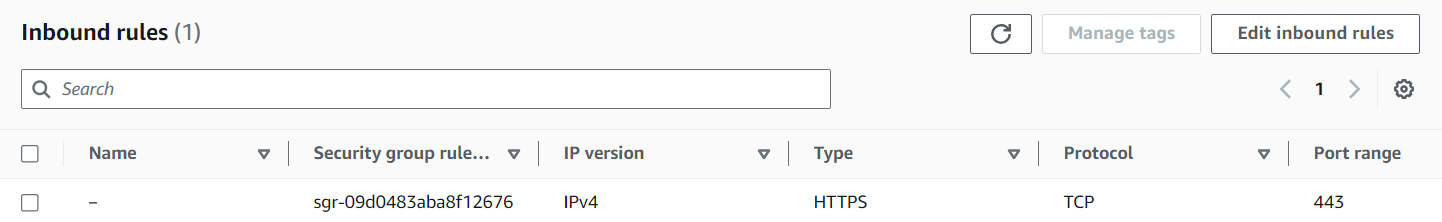 Inbound rules (1)
Manage tags
Edit inbound rules
Search
1
Name Security group rule... IP version Type Protocol Port range
– sgr-09d0483aba8f12676 IPv4 HTTPS TCP 443